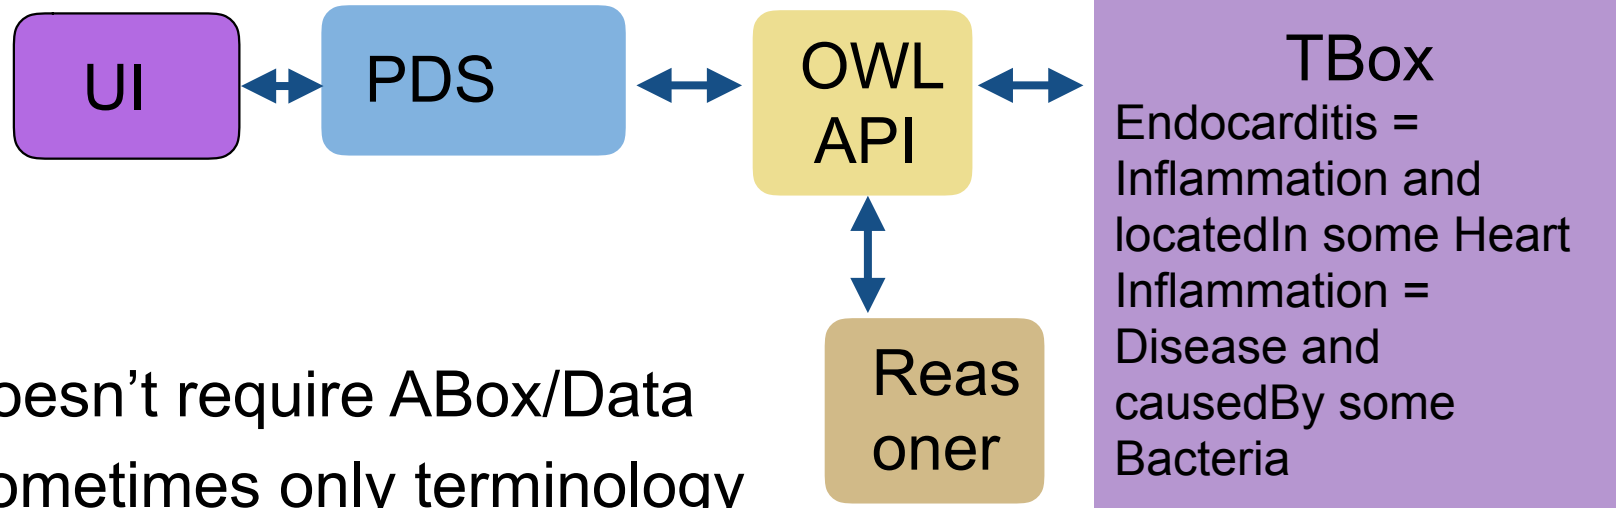 UI
PDS
OWL
API
TBox
Endocarditis =
Inflammation and
locatedIn some Heart
Inflammation =
Disease and
causedBy some
Bacteria
Reas
oner
oesn’t require ABox/Data
ometimes only terminology